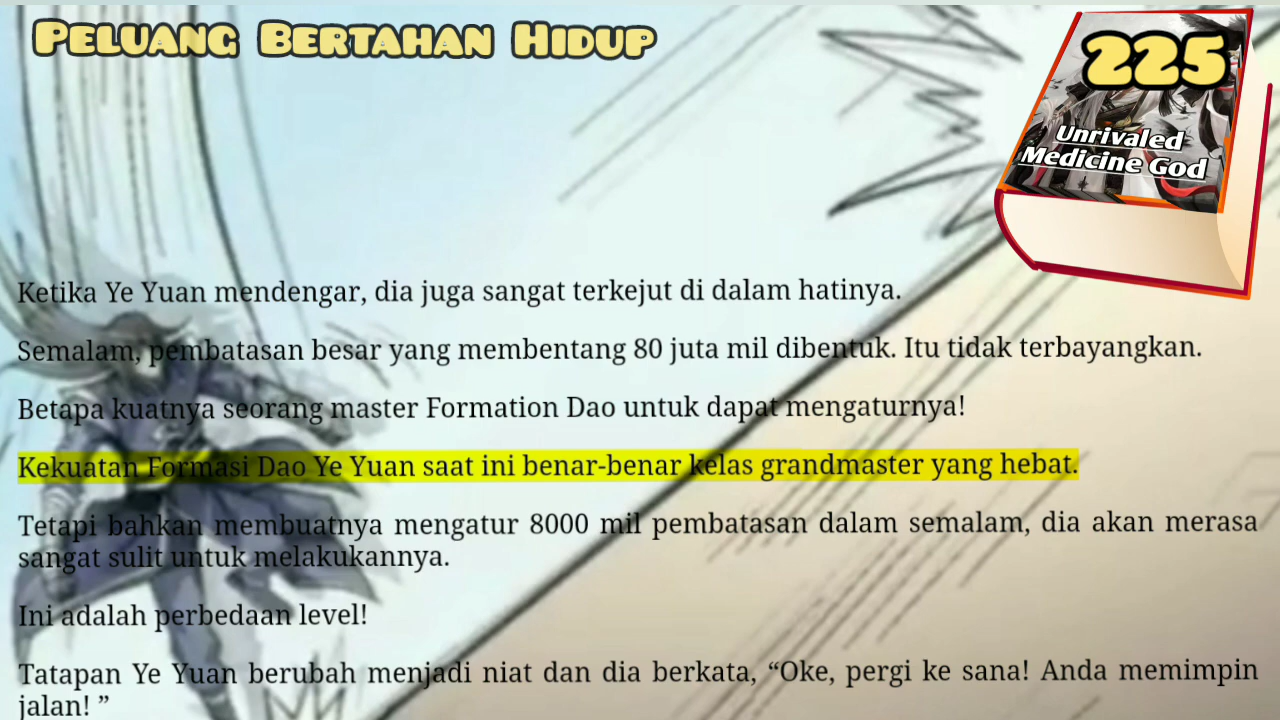 Peluang Bertahan Hidup
225
Unrivaled
Medicine God
Ketika Ye Yuan mendengar, dia juga sangat terkejut di dalam hatinya.
Semalam, pembatasan besar yang membentang 80 juta mil dibentuk. Itu tidak terbayangkan.
Betapa kuatnya seorang master Formation Dao untuk dapat mengaturnya!
Kekuatan Formasi Dao Ye Yuan saat ini benar-benar kelas grandmaster yang hebat.
Tetapi bahkan membuatnya mengatur 8000 mil pembatasan dalam semalam, dia akan merasa
sangat sulit untuk melakukannya.
Ini adalah perbedaan level!
Tatapan Ye Yuan berubah menjadi niat dan dia berkata, “Oke, pergi ke sana! Anda memimpin
jalan! ”